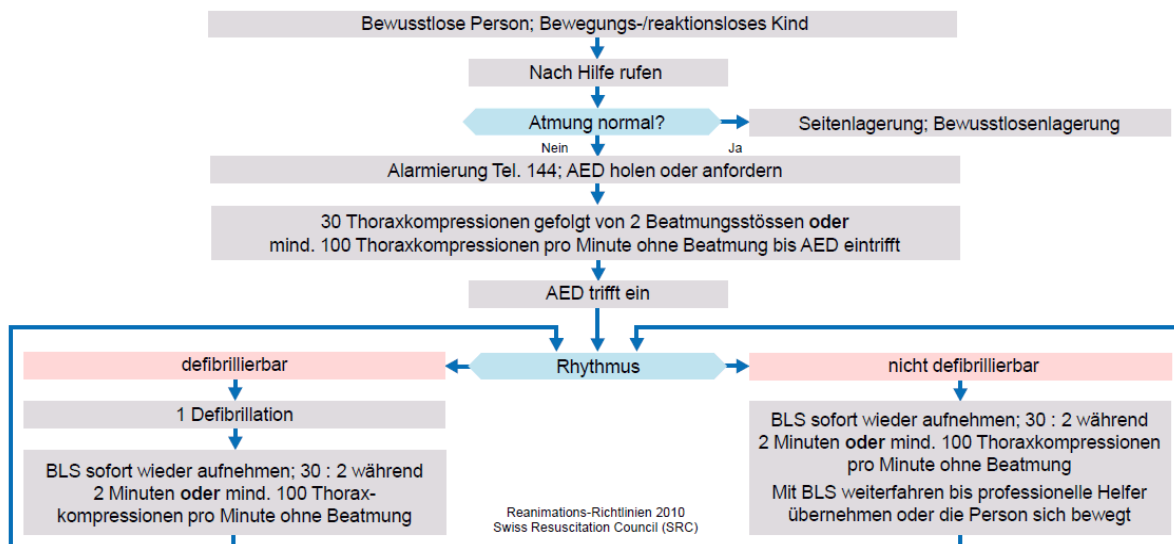 Bewusstlose Person; Bewegungs-/reaktionsloses Kind
Nach Hilfe rufen
Atmung normal?
Seitenlagerung; Bewusstlosenlagerung
Nein
Ja
Alarmierung Tel. 144; AED holen oder anfordern
30 Thoraxkompressionen gefolgt von 2 Beatmungsstössen oder
mind. 100 Thoraxkompressionen pro Minute ohne Beatmung bis AED eintrifft
AED trifft ein
defibrillierbar
Rhythmus
nicht defibrillierbar
1 Defibrillation
BLS sofort wieder aufnehmen; 30 : 2 während
2 Minuten oder mind. 100 Thorax-
kompressionen pro Minute ohne Beatmung
BLS sofort wieder aufnehmen; 30 : 2 während
2 Minuten oder mind. 100 Thoraxkompressionen
pro Minute ohne Beatmung
Mit BLS weiterfahren bis professionelle Helfer
übernehmen oder die Person sich bewegt
Reanimations-Richtlinien 2010
Swiss Resuscitation Council (SRC)